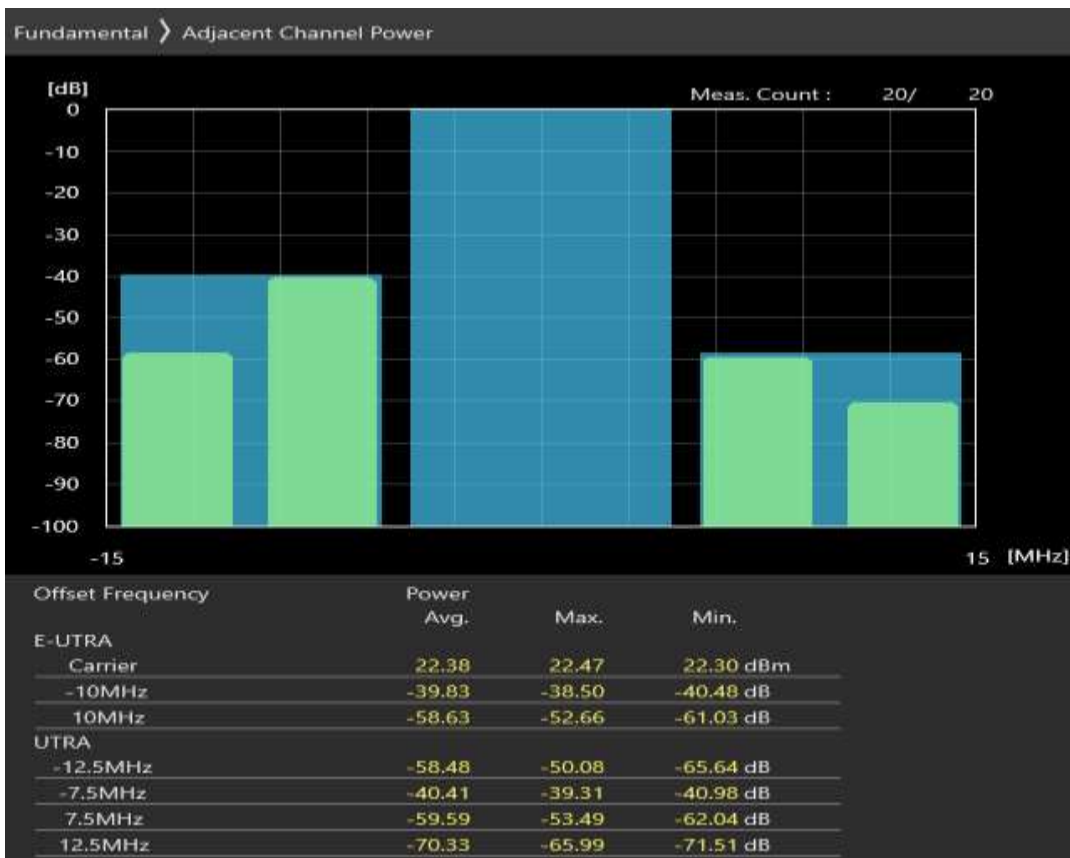 Fundamental ❯ Adjacent Channel Power
[dB]
Meas. Count : 20/ 20
0
-10
-20
-30
-40
-50
-60
-70
-80
-90
-100
-15 15 [MHz]
Offset Frequency Power
Avg. Max. Min.
E-UTRA
Carrier 22.38 22.47 22.30 dBm
-10MHz -39.83 -38.50 -40.48 dB
10MHz -58.63 -52.66 -61.03 dB
UTRA
-12.5MHz -58.48 -50.08 -65.64 dB
-7.5MHz -40.41 -39.31 -40.98 dB
7.5MHz -59.59 -53.49 -62.04 dB
12.5MHz -70.33 -65.99 -71.51 dB